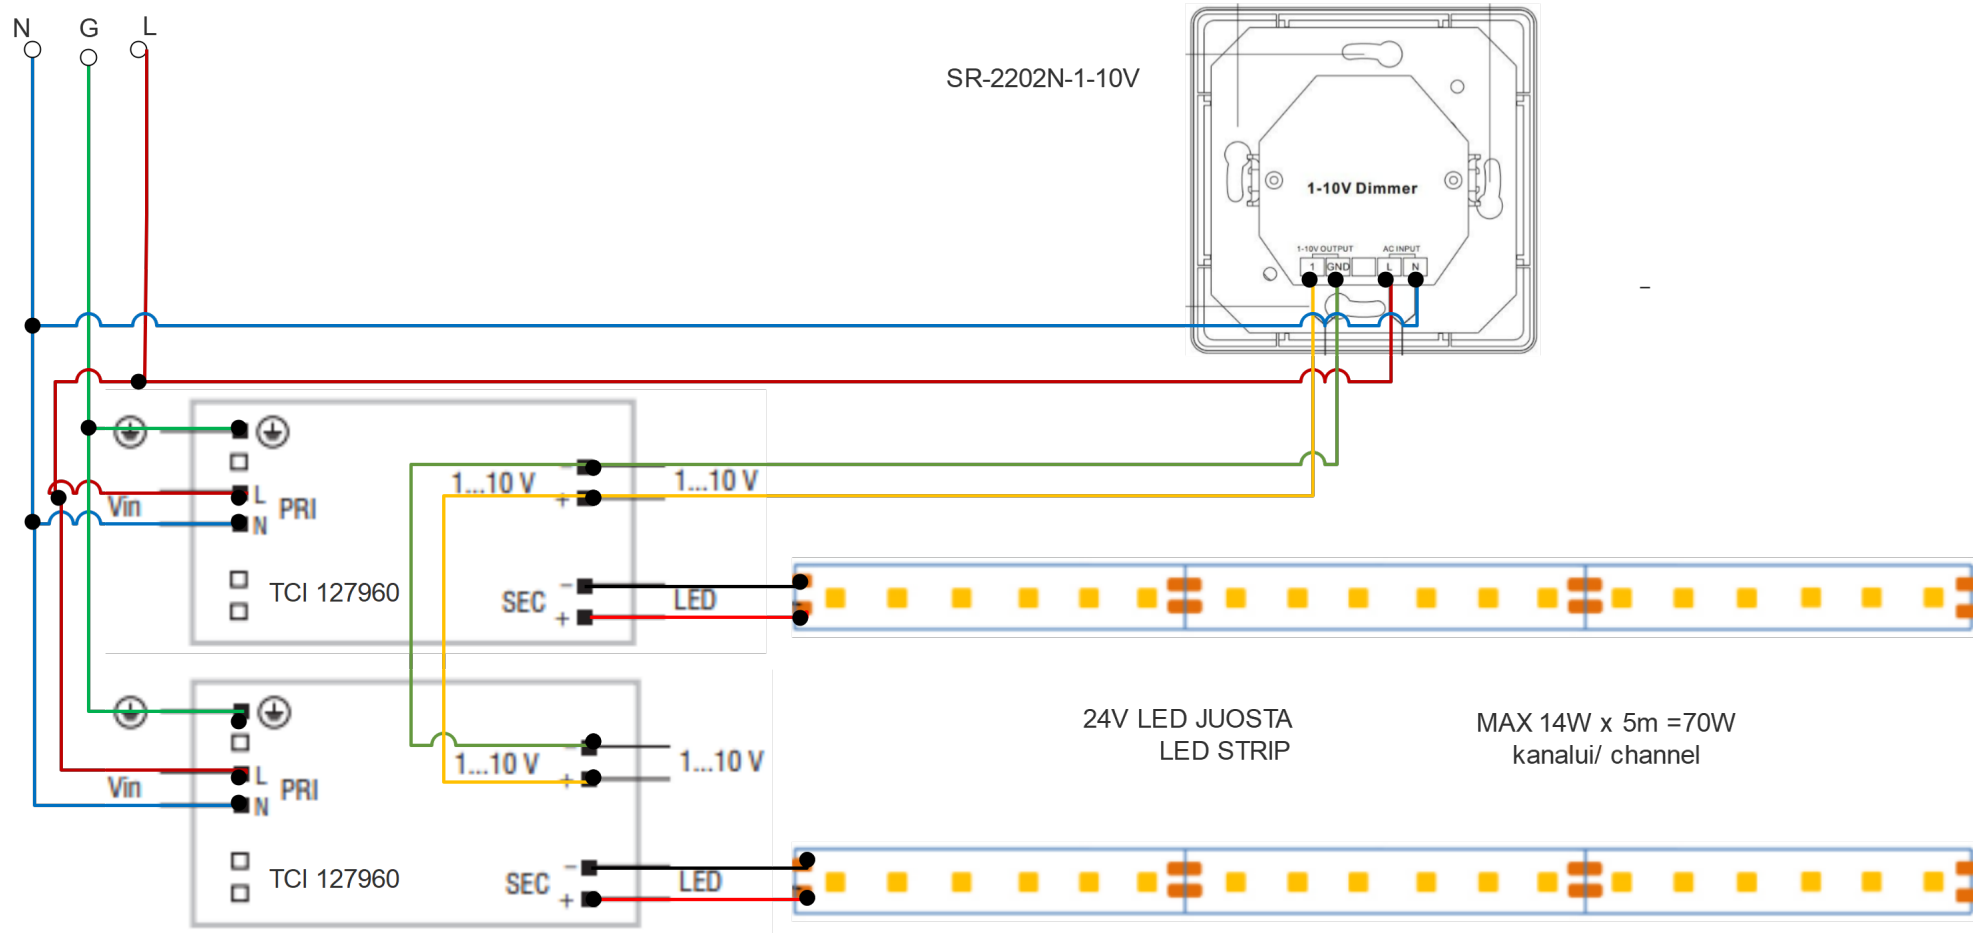 N G L
SR-2202N-1-10V
1-10V Dimmer
1-10V OUTPUT AC INPUT
1 GND L N
1...10 V
1...10 V
Vin L PRI
N
TCI 127960
SEC
LED
–
+
–
+
24V LED JUOSTA
LED STRIP
MAX 14W x 5m =70W
kanalui/ channel
1...10 V
1...10 V
Vin L PRI
N
TCI 127960
SEC
LED
–
+
–
+
–